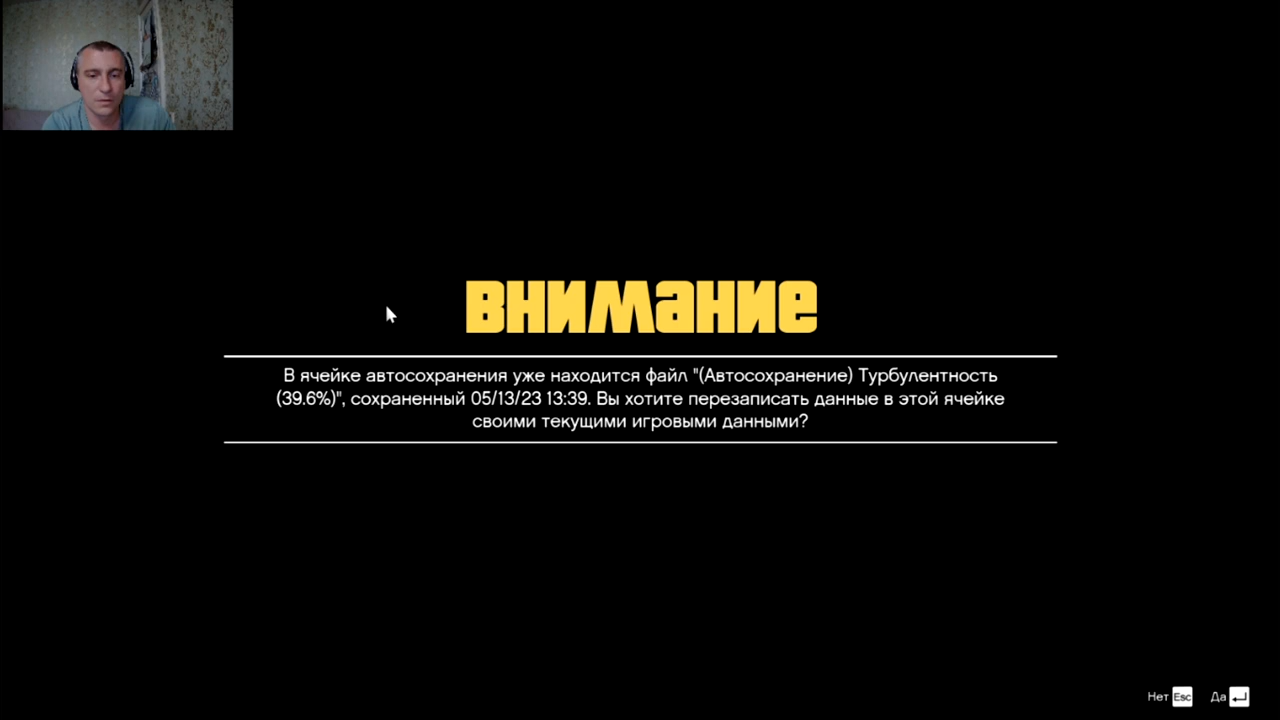 внимание
В ячейке автосохранения уже находится файл "(Автосохранение) Турбулентность
(39.6%)", сохраненный 05/13/23 13:39. Вы хотите перезаписать данные в этой ячейке
своими текущими игровыми данными?
Нет Esc Да